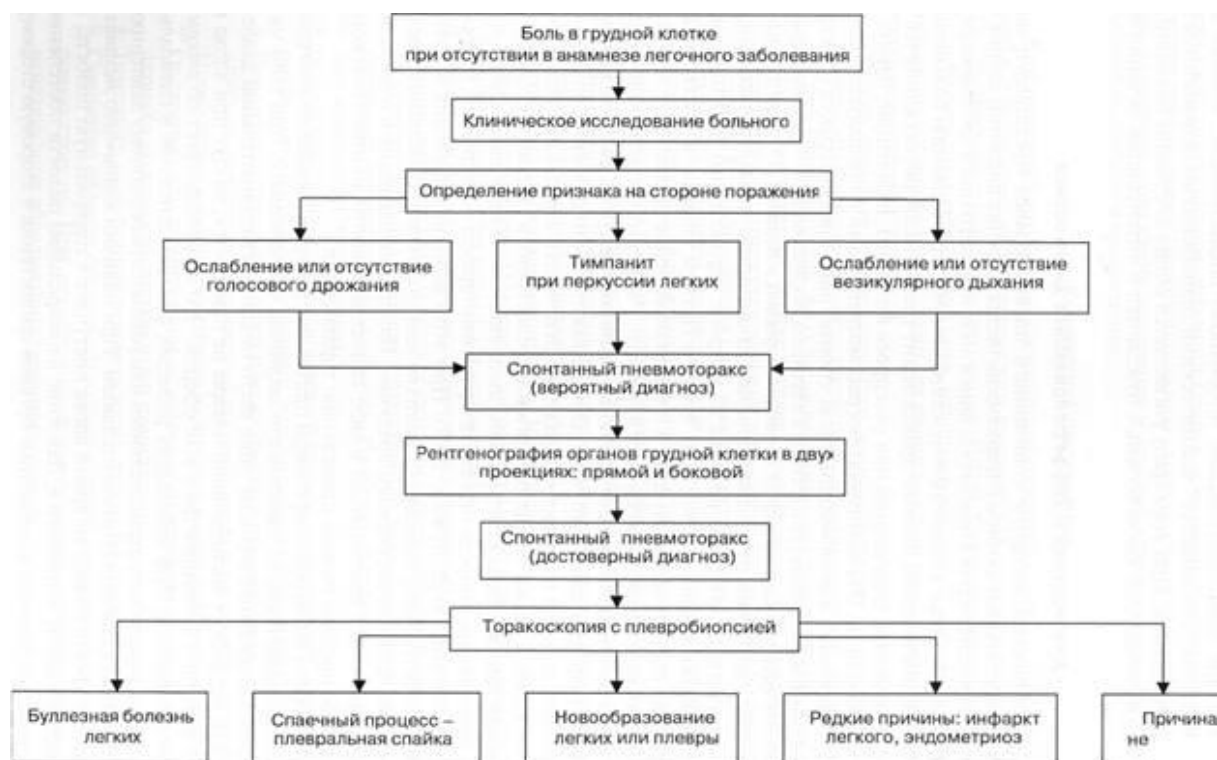 Боль в грудной клетке
при отсутствии в анамнезе легочного заболевания
Клиническое исследование больного
Определение признака на стороне поражения
Ослабление или отсутствие
голосового дрожания
Тимпанит
при перкуссии легких
Ослабление или отсутствие
везикулярного дыхания
Спонтанный пневмоторакс
(вероятный диагноз)
Рентгенография органов грудной клетки в двух
проекциях: прямой и боковой
Спонтанный пневмоторакс
(достоверный диагноз)
Торакоскопия с плевробиопсией
Буллезная болезнь
легких
Спаечный процесс –
плевральная спайка
Новообразование
легких или плевры
Редкие причины: инфаркт
легкого, эндометриоз
Причина
не